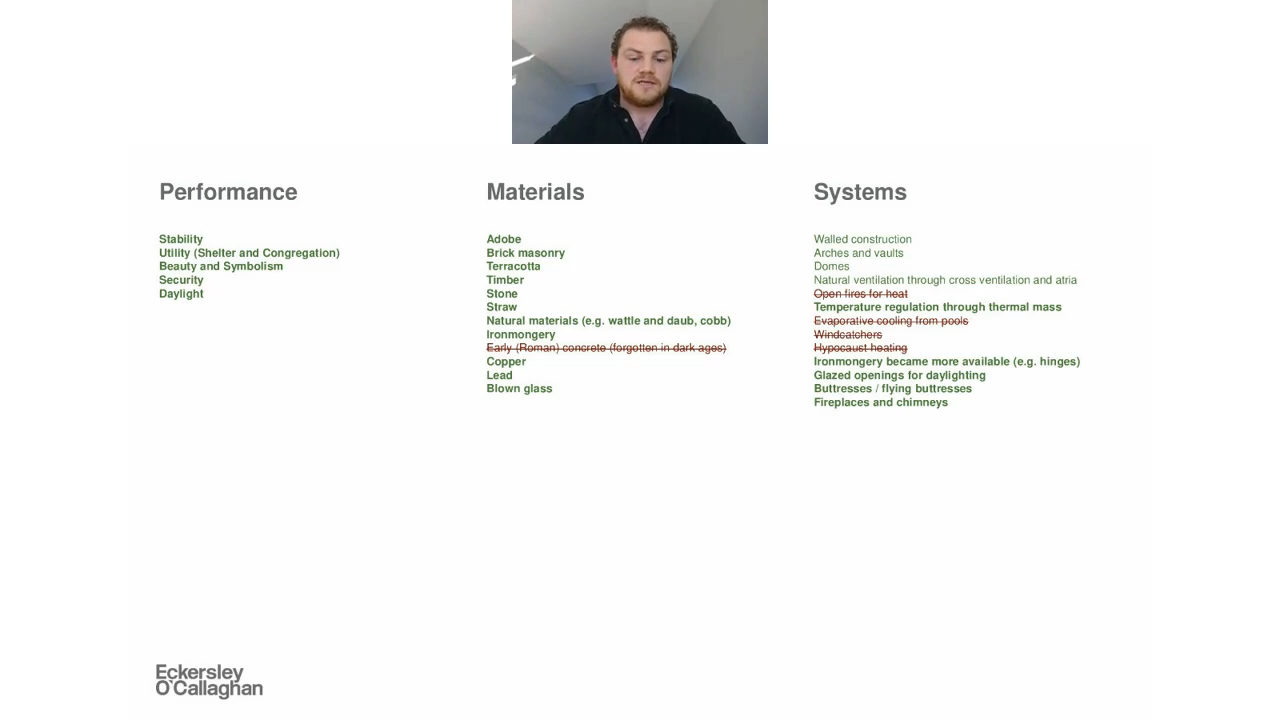 Performance
Stability
Utility (Shelter and Congregation)
Beauty and Symbolism
Security
Daylight
Materials
Adobe
Brick masonry
Terracotta
Timber
Stone
Straw
Natural materials (e.g. wattle and daub, cobb)
Ironmongery
Early (Roman) concrete (forgotten in dark ages)
Copper
Lead
Blown glass
Systems
Walled construction
Arches and vaults
Domes
Natural ventilation through cross ventilation and atria
Open fires for heat
Temperature regulation through thermal mass
Evaporative cooling from pools
Windcatchers
Hypocaust heating
Ironmongery became more available (e.g. hinges)
Glazed openings for daylighting
Buttresses / flying buttresses
Fireplaces and chimneys
Eckersley
O'Callaghan